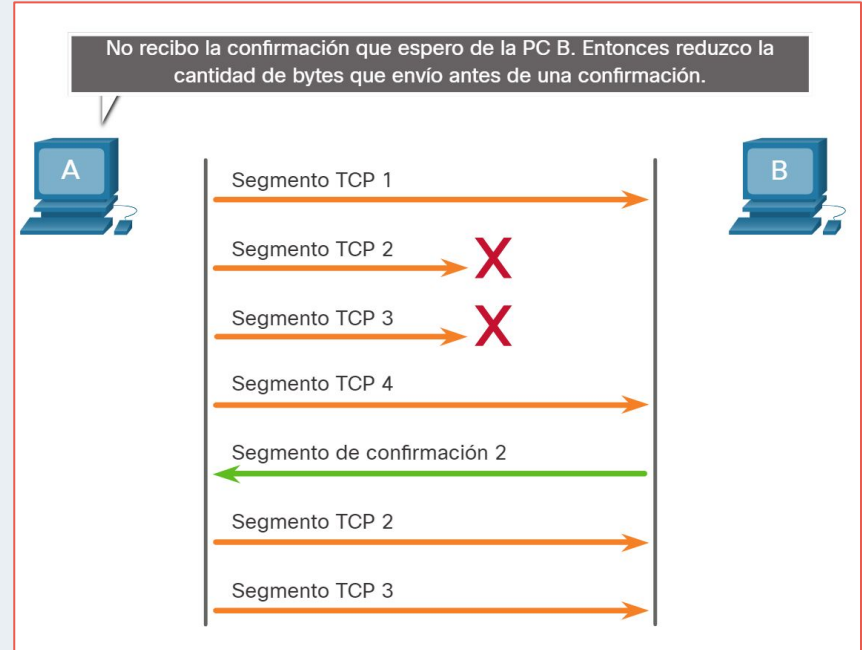 No recibo la confirmación que espero de la PC B. Entonces reduzco la
cantidad de bytes que envío antes de una confirmación.
A
B
Segmento TCP 1
Segmento TCP 2
X
Segmento TCP 3
X
Segmento TCP 4
Segmento de confirmación 2
Segmento TCP 2
Segmento TCP 3